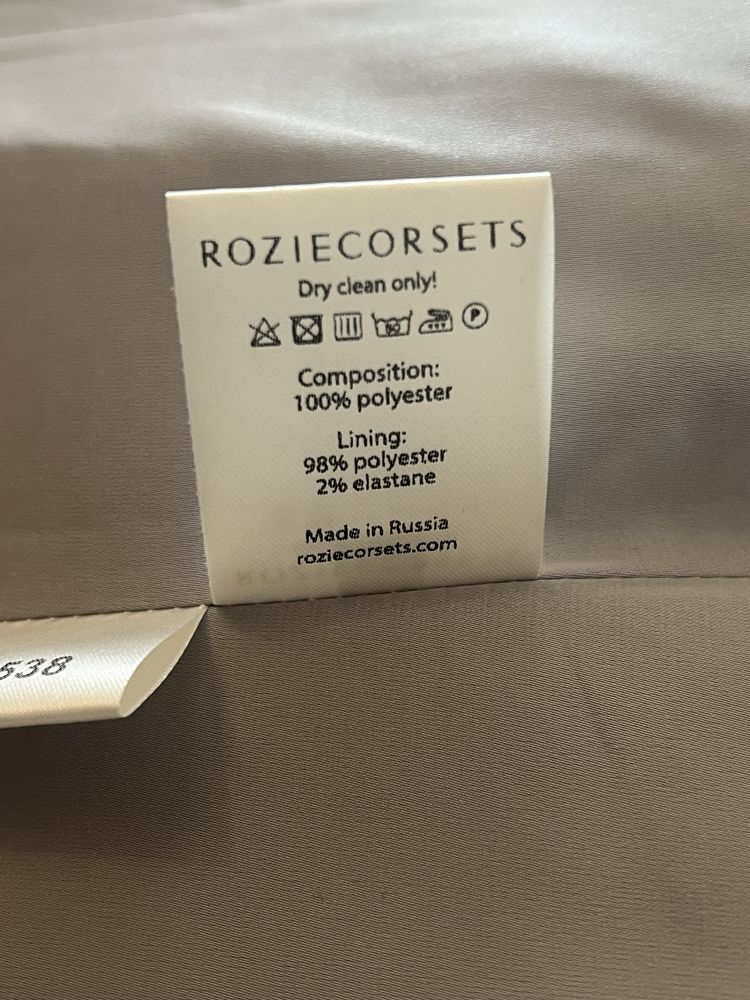 ROZIECORSETS
Dry clean only!
P
Composition:
100% polyester
Lining:
98% polyester
2% elastane
Made in Russia
roziecorsets.com
538